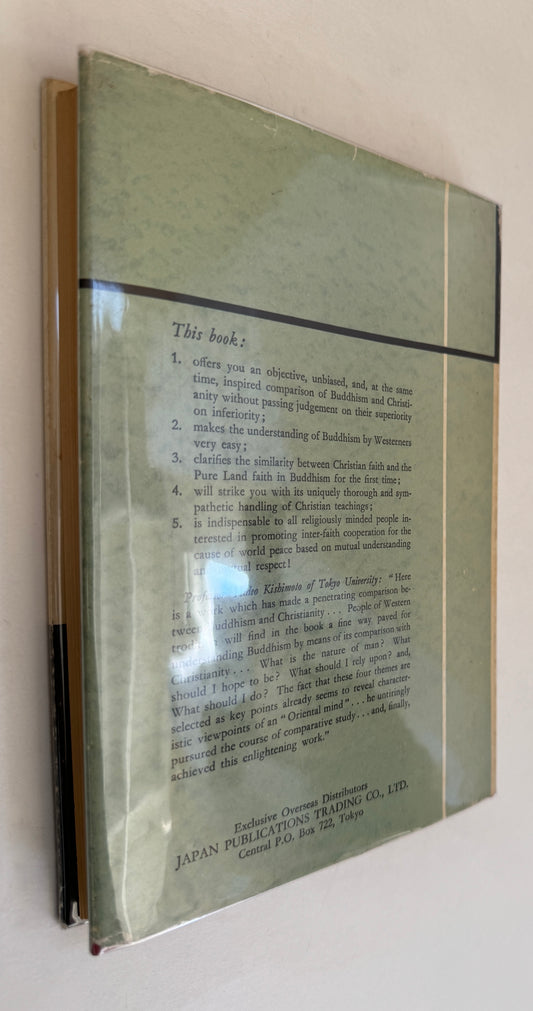 This book:
1. offers you an objective, unbiased, and, at the same
time, inspired comparison of Buddhism and Christi-
anity without passing judgement on their superiority
on inferiority;
2. makes the understanding of Buddhism by Westerners
very easy;
3. clarifies the similarity between Christian faith and the
Pure Land faith in Buddhism for the first time;
4. will strike you with its uniquely thorough and sym-
pathetic handling of Christian teachings;
5. is indispensable to all religiously minded people in-
terested in promoting inter-faith cooperation for the
cause of world peace based on mutual understanding
respect!
Kishimoto of Tokyo University: "Here
is a work which has made a penetrating comparison be-
tween Buddhism and Christianity... People of Western
will find in the book a fine way, paved for
understanding Buddhism by means of its comparison with
Christianity... What is the nature of man? What
should I hope to be? What should I rely upon? and,
What should I do? The fact that these four themes are
selected as key points already seems to reveal character-
istic viewpoints of an "Oriental mind"... he untiringly
pursured the course of comparative study... and, finally,
achieved this enlightening work."
Exclusive Overseas Distributors
JAPAN PUBLICATIONS TRADING CO., LTD.
Central P.O. Box 722, Tokyo